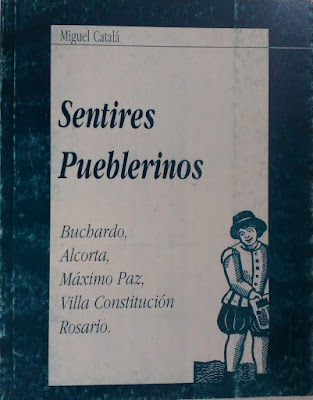 Miguel Catalá
Sentires
Pueblerinos
Buchardo,
Alcorta,
Máximo Paz,
Villa Constitución
Rosario.